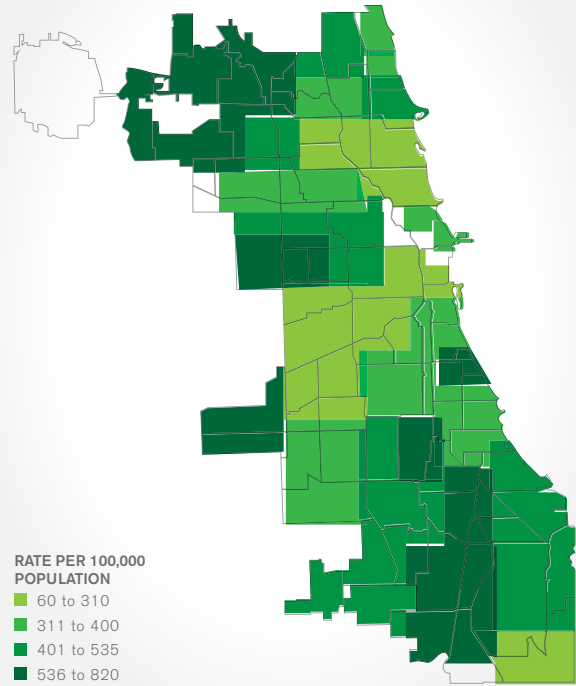 RATE PER 100,000
POPULATION
60 to 310
311 to 400
401 to 535
536 to 820